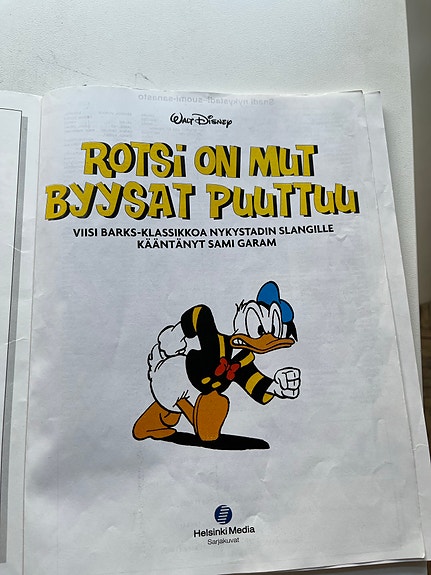 Walt Disney
ROTSI ON MUT
BYYSAT PUUTTUU
VIISI BARKS-KLASSIKKOA NYKYSTADIN SLANGILLE
KÄÄNTÄNYT SAMI GARAM
Helsinki Media
Sarjakuvat